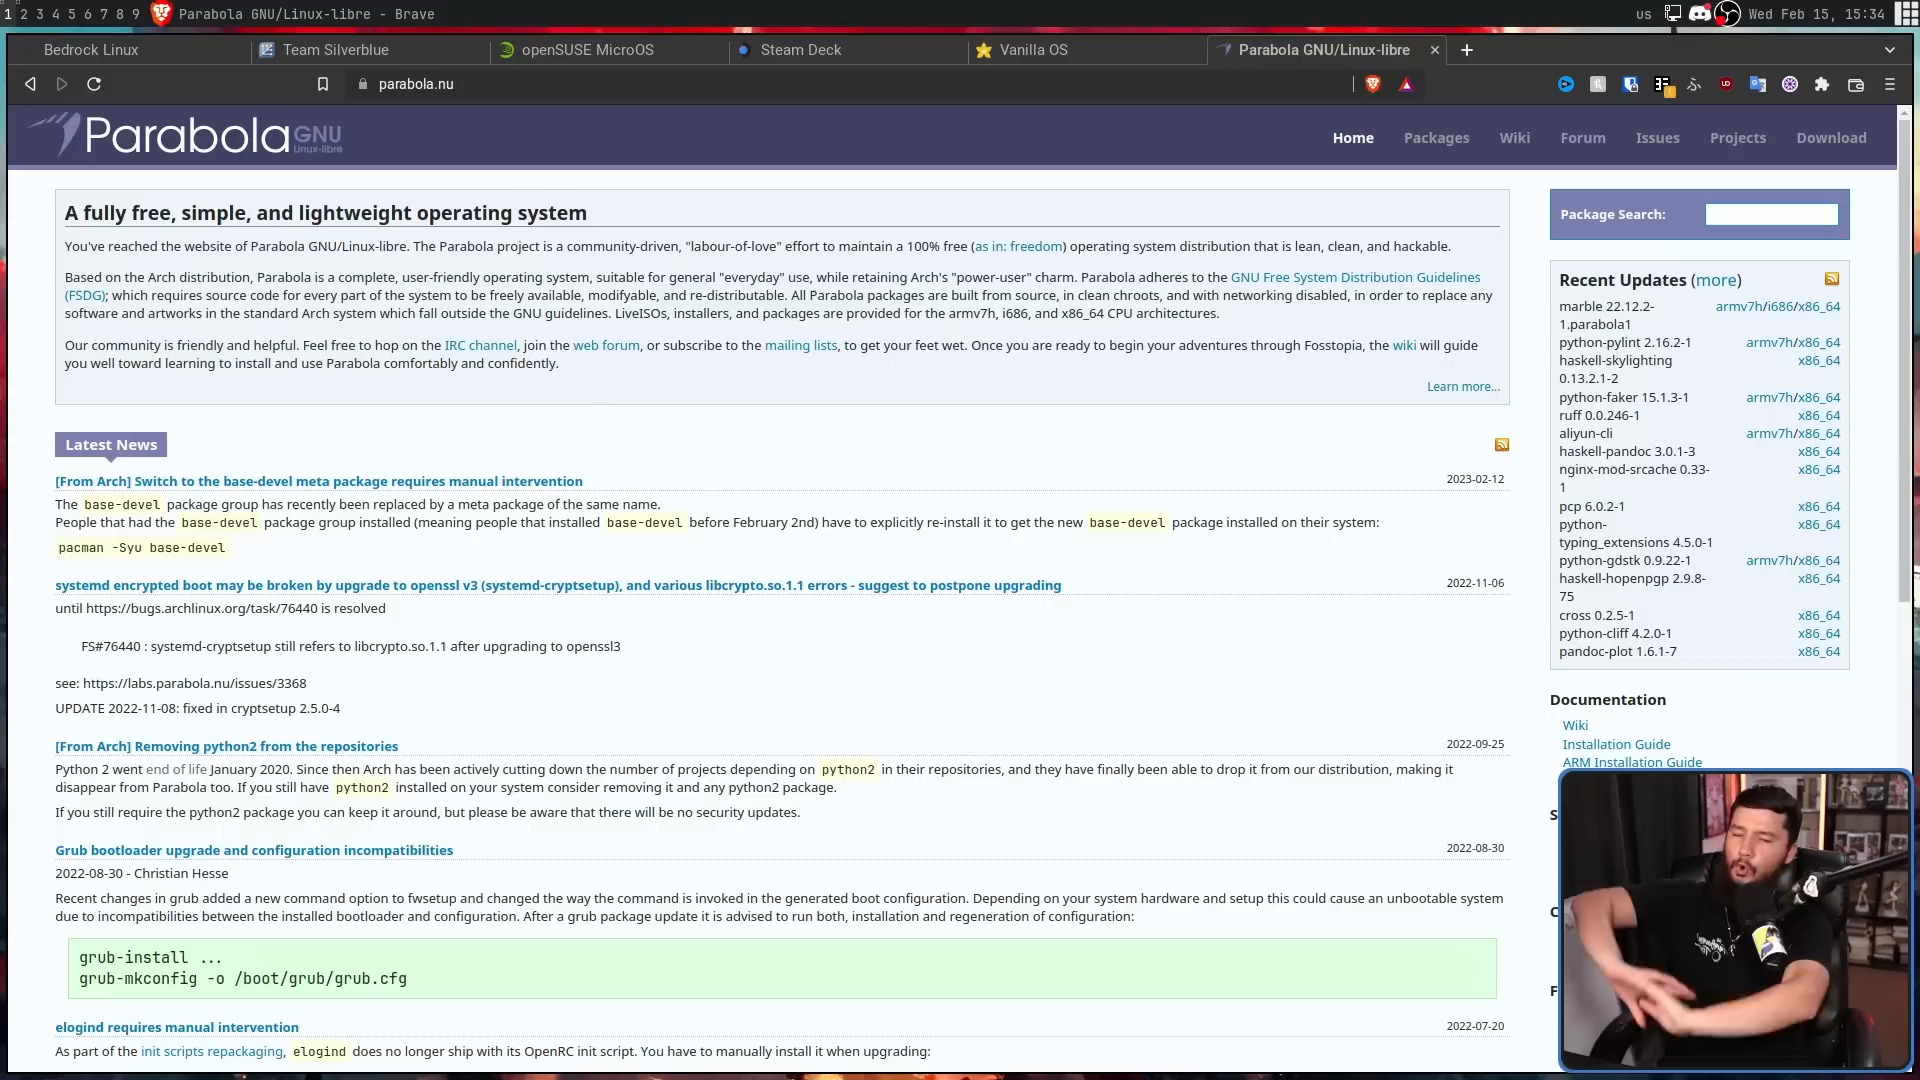 1 2 3 4 5 6 7 8 9 Parabola GNU/Linux-libre - Brave
us Wed Feb 15, 15:34
Bedrock Linux
Team Silverblue
openSUSE MicroOS
Steam Deck
Vanilla OS
Parabola GNU/Linux-libre
parabola.nu
Parabola GNU Linux-libre
Home Packages Wiki Forum Issues Projects Download
A fully free, simple, and lightweight operating system
You've reached the website of Parabola GNU/Linux-libre. The Parabola project is a community-driven, "labour-of-love" effort to maintain a 100% free (as in: freedom) operating system distribution that is lean, clean, and hackable.
Based on the Arch distribution, Parabola is a complete, user-friendly operating system, suitable for general "everyday" use, while retaining Arch's "power-user" charm. Parabola adheres to the GNU Free System Distribution Guidelines
(FSDG); which requires source code for every part of the system to be freely available, modifyable, and re-distributable. All Parabola packages are built from source, in clean chroots, and with networking disabled, in order to replace any
software and artworks in the standard Arch system which fall outside the GNU guidelines. LiveISOs, installers, and packages are provided for the armv7h, i686, and x86_64 CPU architectures.
Our community is friendly and helpful. Feel free to hop on the IRC channel, join the web forum, or subscribe to the mailing lists, to get your feet wet. Once you are ready to begin your adventures through Fosstopia, the wiki will guide
you well toward learning to install and use Parabola comfortably and confidently.
Learn more...
Latest News
[From Arch] Switch to the base-devel meta package requires manual intervention 2023-02-12
The base-devel package group has recently been replaced by a meta package of the same name.
People that had the base-devel package group installed (meaning people that installed base-devel before February 2nd) have to explicitly re-install it to get the new base-devel package installed on their system:
pacman -Syu base-devel
systemd encrypted boot may be broken by upgrade to openssl v3 (systemd-cryptsetup), and various libcrypto.so.1.1 errors - suggest to postpone upgrading 2022-11-06
until https://bugs.archlinux.org/task/76440 is resolved
FS#76440 : systemd-cryptsetup still refers to libcrypto.so.1.1 after upgrading to openssl3
see: https://labs.parabola.nu/issues/3368
UPDATE 2022-11-08: fixed in cryptsetup 2.5.0-4
[From Arch] Removing python2 from the repositories 2022-09-25
Python 2 went end of life January 2020. Since then Arch has been actively cutting down the number of projects depending on python2 in their repositories, and they have finally been able to drop it from our distribution, making it
disappear from Parabola too. If you still have python2 installed on your system consider removing it and any python2 package.
If you still require the python2 package you can keep it around, but please be aware that there will be no security updates.
Grub bootloader upgrade and configuration incompatibilities 2022-08-30
2022-08-30 - Christian Hesse
Recent changes in grub added a new command option to fwsetup and changed the way the command is invoked in the generated boot configuration. Depending on your system hardware and setup this could cause an unbootable system
due to incompatibilities between the installed bootloader and configuration. After a grub package update it is advised to run both, installation and regeneration of configuration:
grub-install ...
grub-mkconfig -o /boot/grub/grub.cfg
elogind requires manual intervention 2022-07-20
As part of the init scripts repackaging, elogind does no longer ship with its OpenRC init script. You have to manually install it when upgrading:
Package Search:
Recent Updates (more)
marble 22.12.2- armv7h/i686/x86_64
1.parabola1
python-pylint 2.16.2-1 armv7h/x86_64
haskell-skylighting x86_64
0.13.2.1-2
python-faker 15.1.3-1 armv7h/x86_64
ruff 0.0.246-1 x86_64
aliyun-cli armv7h/x86_64
haskell-pandoc 3.0.1-3 x86_64
nginx-mod-srcache 0.33- x86_64
1
pcp 6.0.2-1 x86_64
python- x86_64
typing_extensions 4.5.0-1
python-gdstk 0.9.22-1 armv7h/x86_64
haskell-hopenpgp 2.9.8- x86_64
75
cross 0.2.5-1 x86_64
python-cliff 4.2.0-1 x86_64
pandoc-plot 1.6.1-7 x86_64
Documentation
Wiki
Installation Guide
ARM Installation Guide
S
C
F